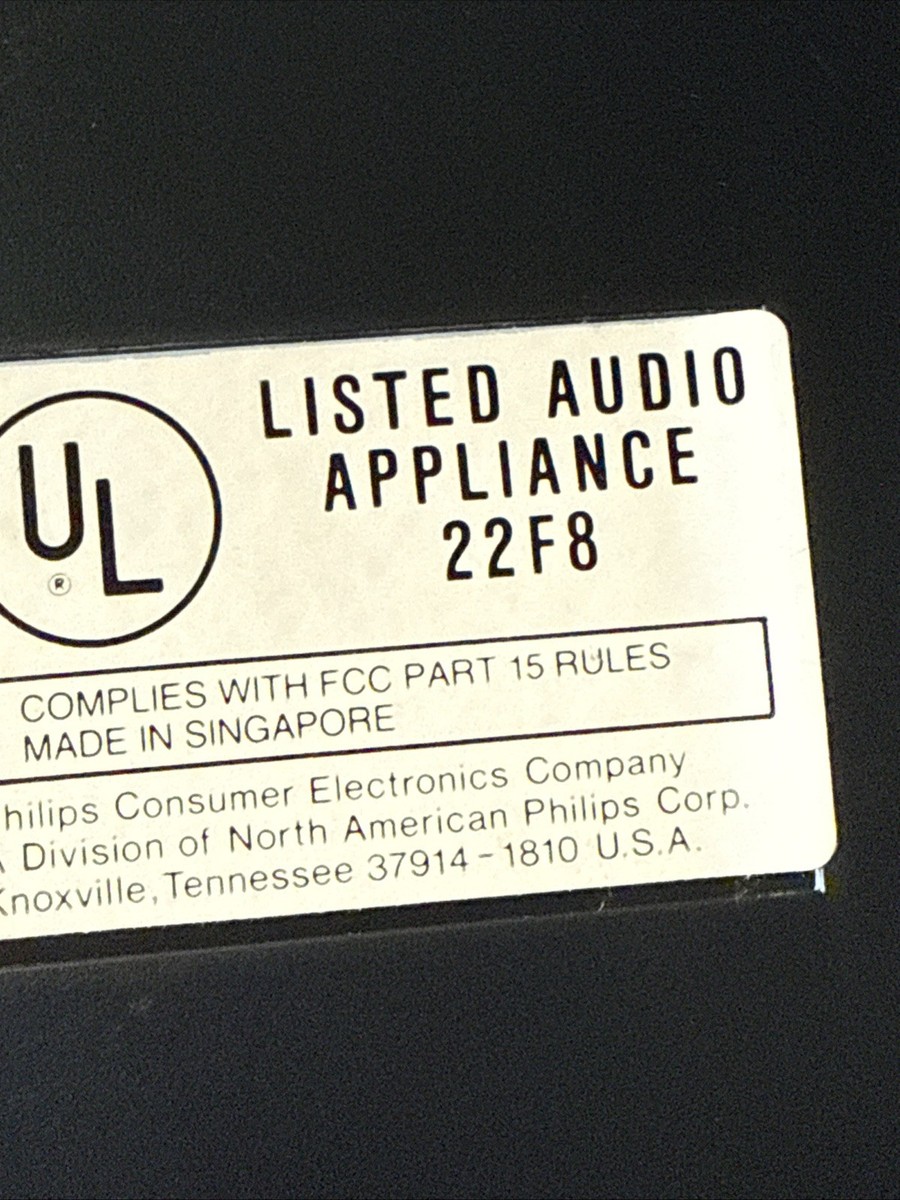 LISTED AUDIO
APPLIANCE
22F8
UL
®
COMPLIES WITH FCC PART 15 RULES
MADE IN SINGAPORE
hilips Consumer Electronics Company
A Division of North American Philips Corp.
Knoxville, Tennessee 37914-1810 U.S.A.